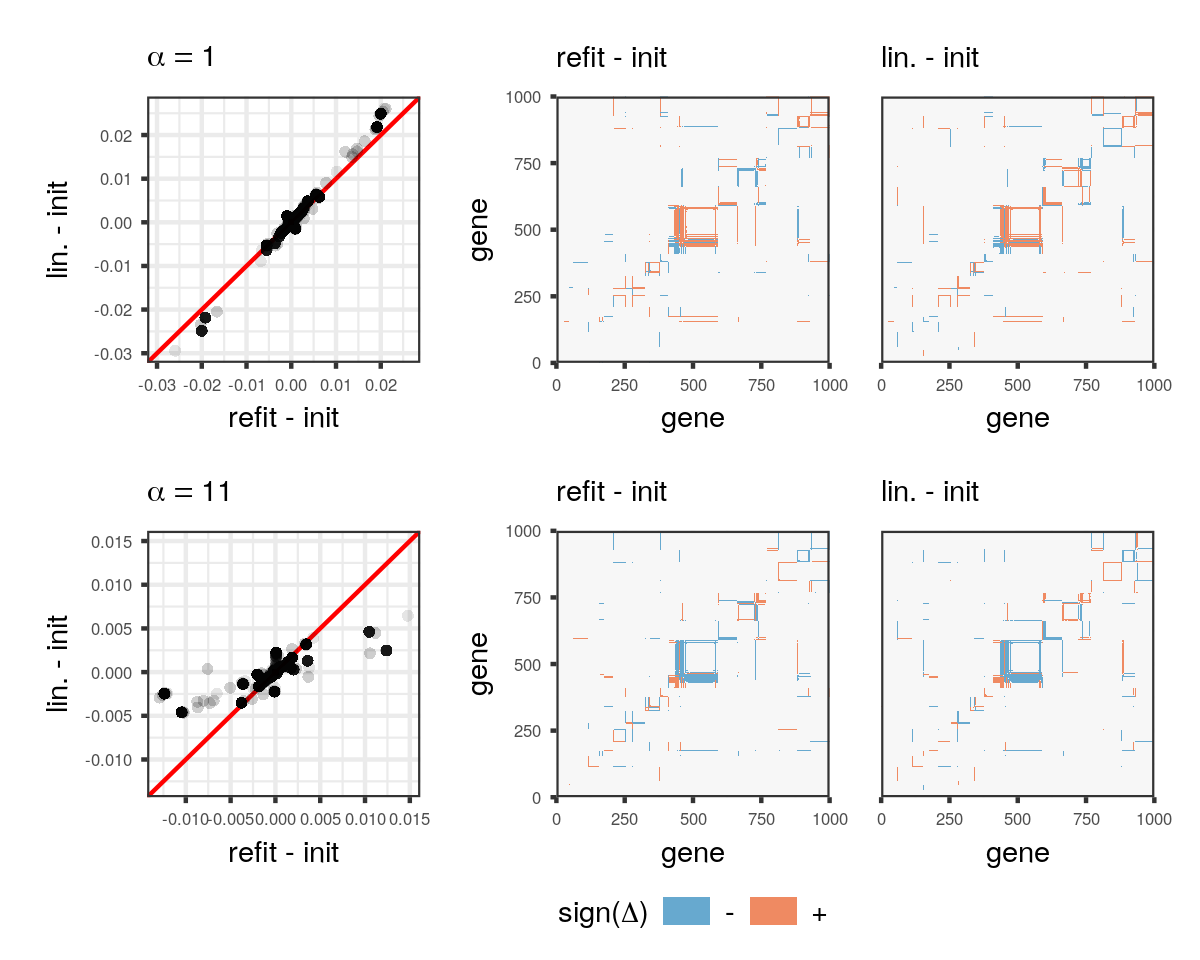 α = 1
refit - init
lin. - init
0.02
0.01
0.00
-0.01
-0.02
-0.03
lin. - init
-0.03 -0.02 -0.01 0.00 0.01 0.02
refit - init
1000
750
500
250
0
gene
0 250 500 750 1000
gene
0 250 500 750 1000
gene
α = 11
refit - init
lin. - init
0.015
0.010
0.005
0.000
-0.005
-0.010
lin. - init
-0.010 -0.005 0.000 0.005 0.010 0.015
refit - init
1000
750
500
250
0
gene
0 250 500 750 1000
gene
0 250 500 750 1000
gene
sign(Δ) - +